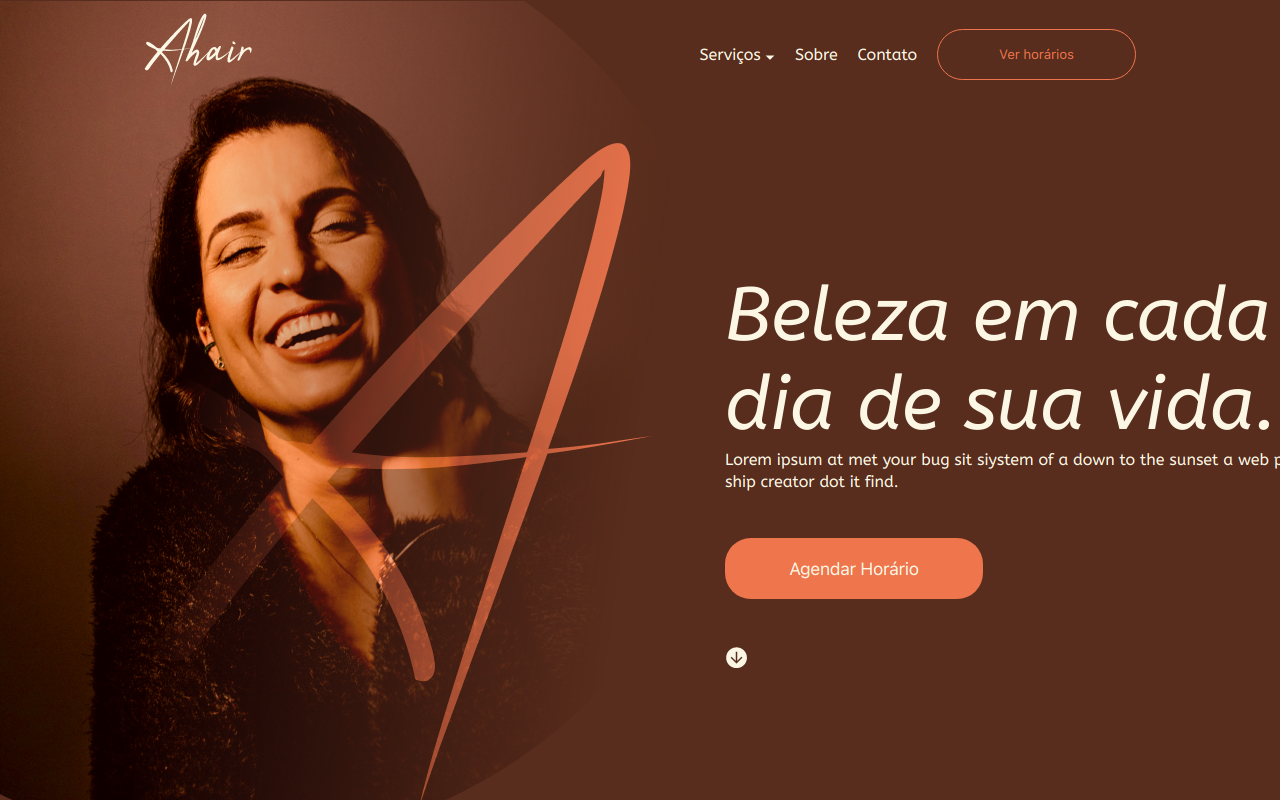 Ahair
Serviços
Sobre
Contato
Ver horários
Beleza em cada
dia de sua vida.
Lorem ipsum at met your bug sit siystem of a down to the sunset a web
ship creator dot it find.
Agendar Horário